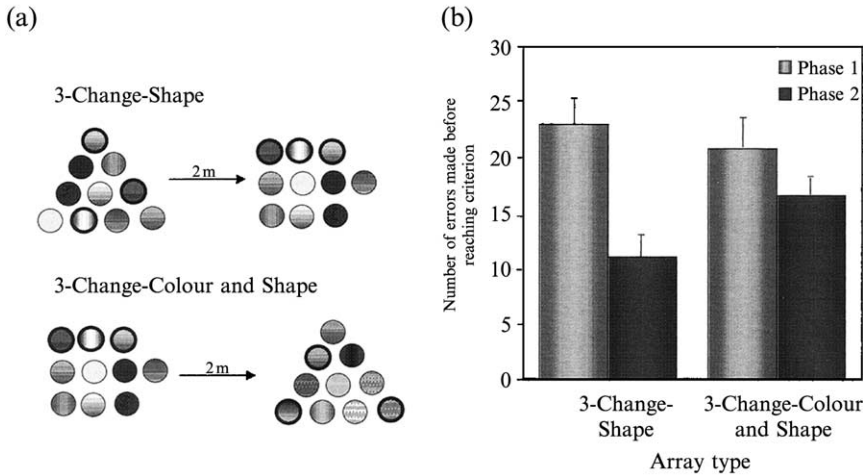 (a)
3-Change-Shape
2 m
3-Change-Colour and Shape
2 m
(b)
Number of errors made before
reaching criterion
30
25
20
15
10
5
0
Phase 1
Phase 2
3-Change-
Shape
3-Change-Colour
and Shape
Array type